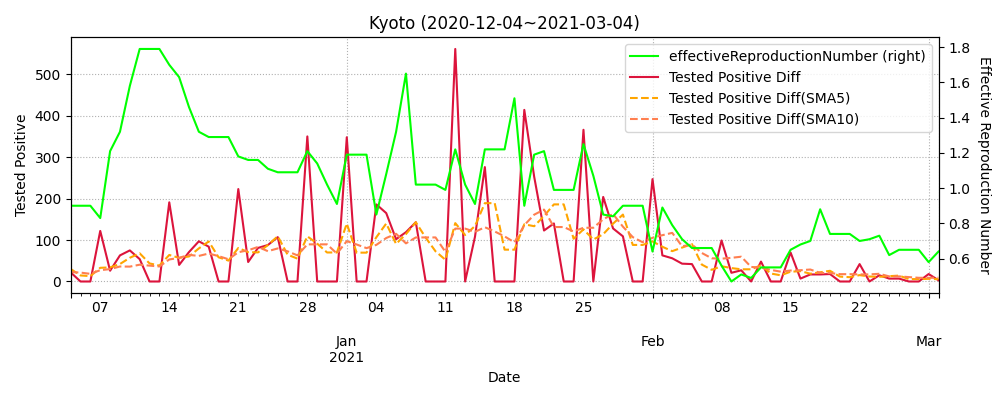 Kyoto (2020-12-04~2021-03-04)
effectiveReproductionNumber (right)
Tested Positive Diff
Tested Positive Diff(SMA5)
Tested Positive Diff(SMA10)
Tested Positive
500
400
300
200
100
0
1.8
1.6
1.4
1.2
1.0
0.8
0.6
Effective Reproduction Number
07 14 21 28 04 11 18 25 08 15 22
Jan Feb Mar
2021
Date